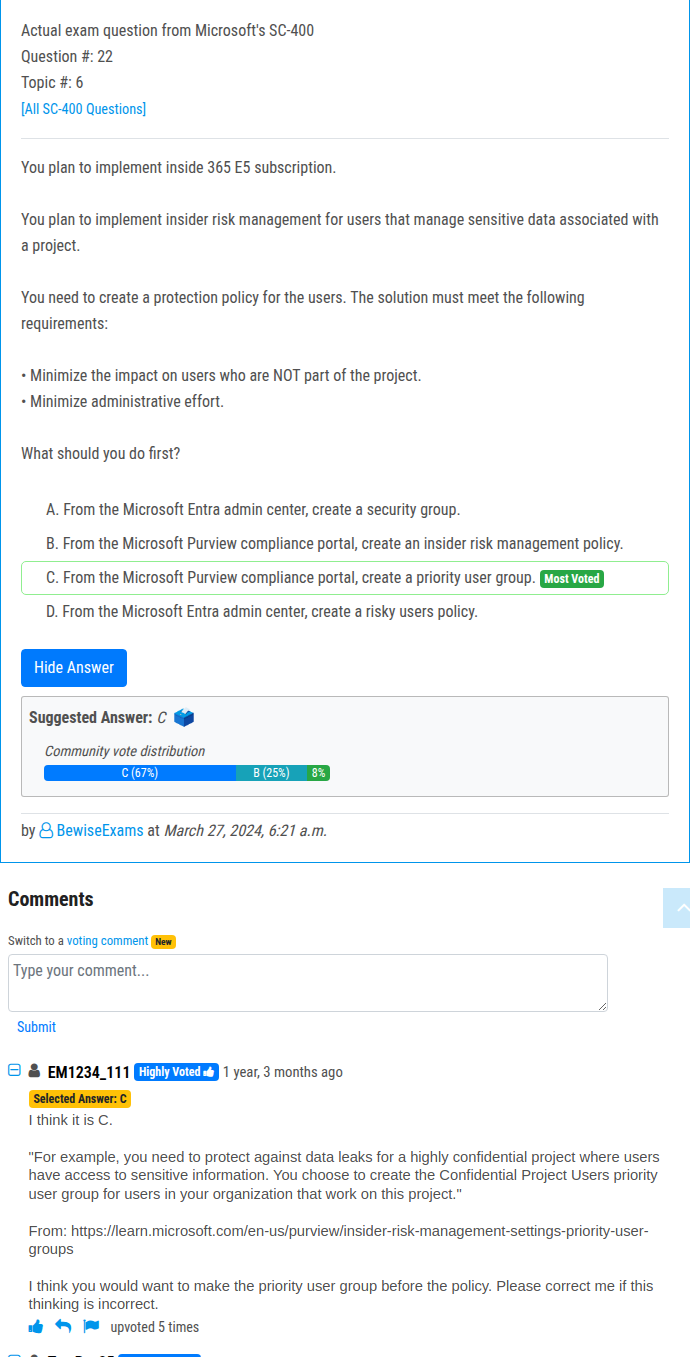 Actual exam question from Microsoft's SC-400
Question #: 22
Topic #: 6
[All SC-400 Questions]
You plan to implement inside 365 E5 subscription.
You plan to implement insider risk management for users that manage sensitive data associated with
a project.
You need to create a protection policy for the users. The solution must meet the following
requirements:
• Minimize the impact on users who are NOT part of the project.
• Minimize administrative effort.
What should you do first?
A. From the Microsoft Entra admin center, create a security group.
B. From the Microsoft Purview compliance portal, create an insider risk management policy.
C. From the Microsoft Purview compliance portal, create a priority user group. Most Voted
D. From the Microsoft Entra admin center, create a risky users policy.
Hide Answer
Suggested Answer: C
Community vote distribution
C (67%) B (25%) 8%
by BewiseExams at March 27, 2024, 6:21 a.m.
Comments
Switch to a voting comment New
Type your comment...
Submit
EM1234_111 Highly Voted 1 year, 3 months ago
Selected Answer: C
I think it is C.
"For example, you need to protect against data leaks for a highly confidential project where users
have access to sensitive information. You choose to create the Confidential Project Users priority
user group for users in your organization that work on this project."
From: https://learn.microsoft.com/en-us/purview/insider-risk-management-settings-priority-user-
groups
I think you would want to make the priority user group before the policy. Please correct me if this
thinking is incorrect.
upvoted 5 times